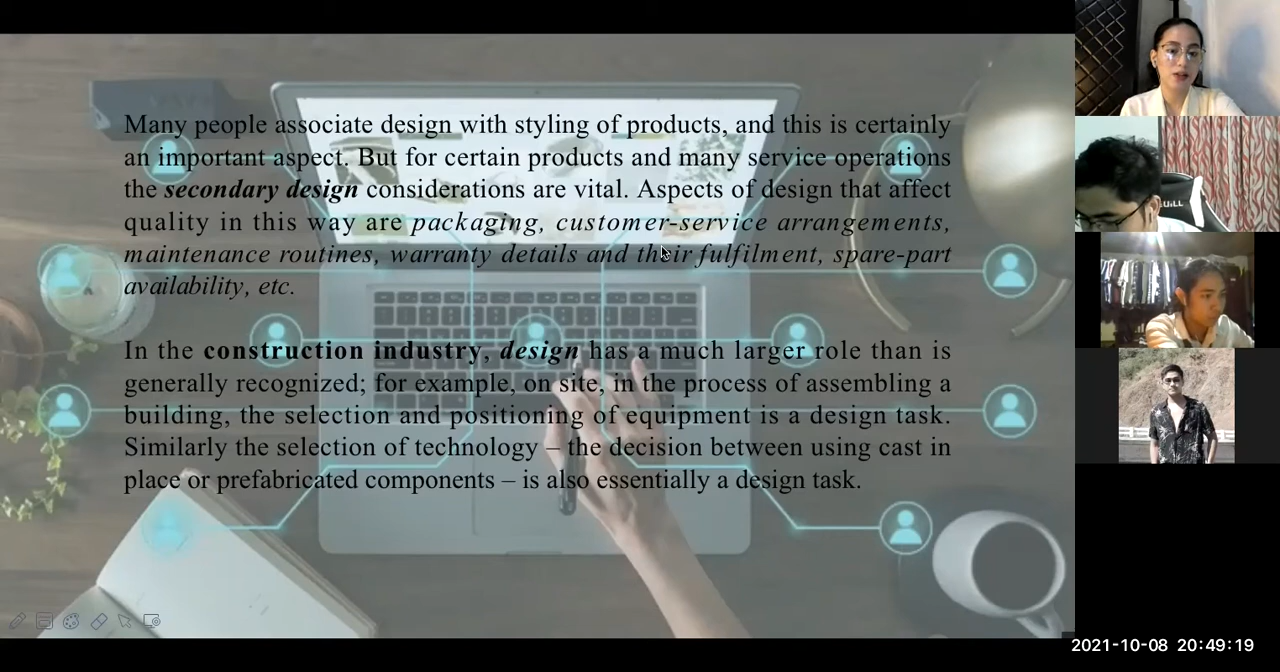 Many people associate design with styling of products, and this is certainly
an important aspect. But for certain products and many service operations
the secondary design considerations are vital. Aspects of design that affect
quality in this way are packaging, customer-service arrangements,
maintenance routines, warranty details and their fulfilment, spare-part
availability, etc.
In the construction industry, design has a much larger role than is
generally recognized; for example, on site, in the process of assembling a
building, the selection and positioning of equipment is a design task.
Similarly the selection of technology – the decision between using cast in
place or prefabricated components – is also essentially a design task.
2021-10-08 20:49:19